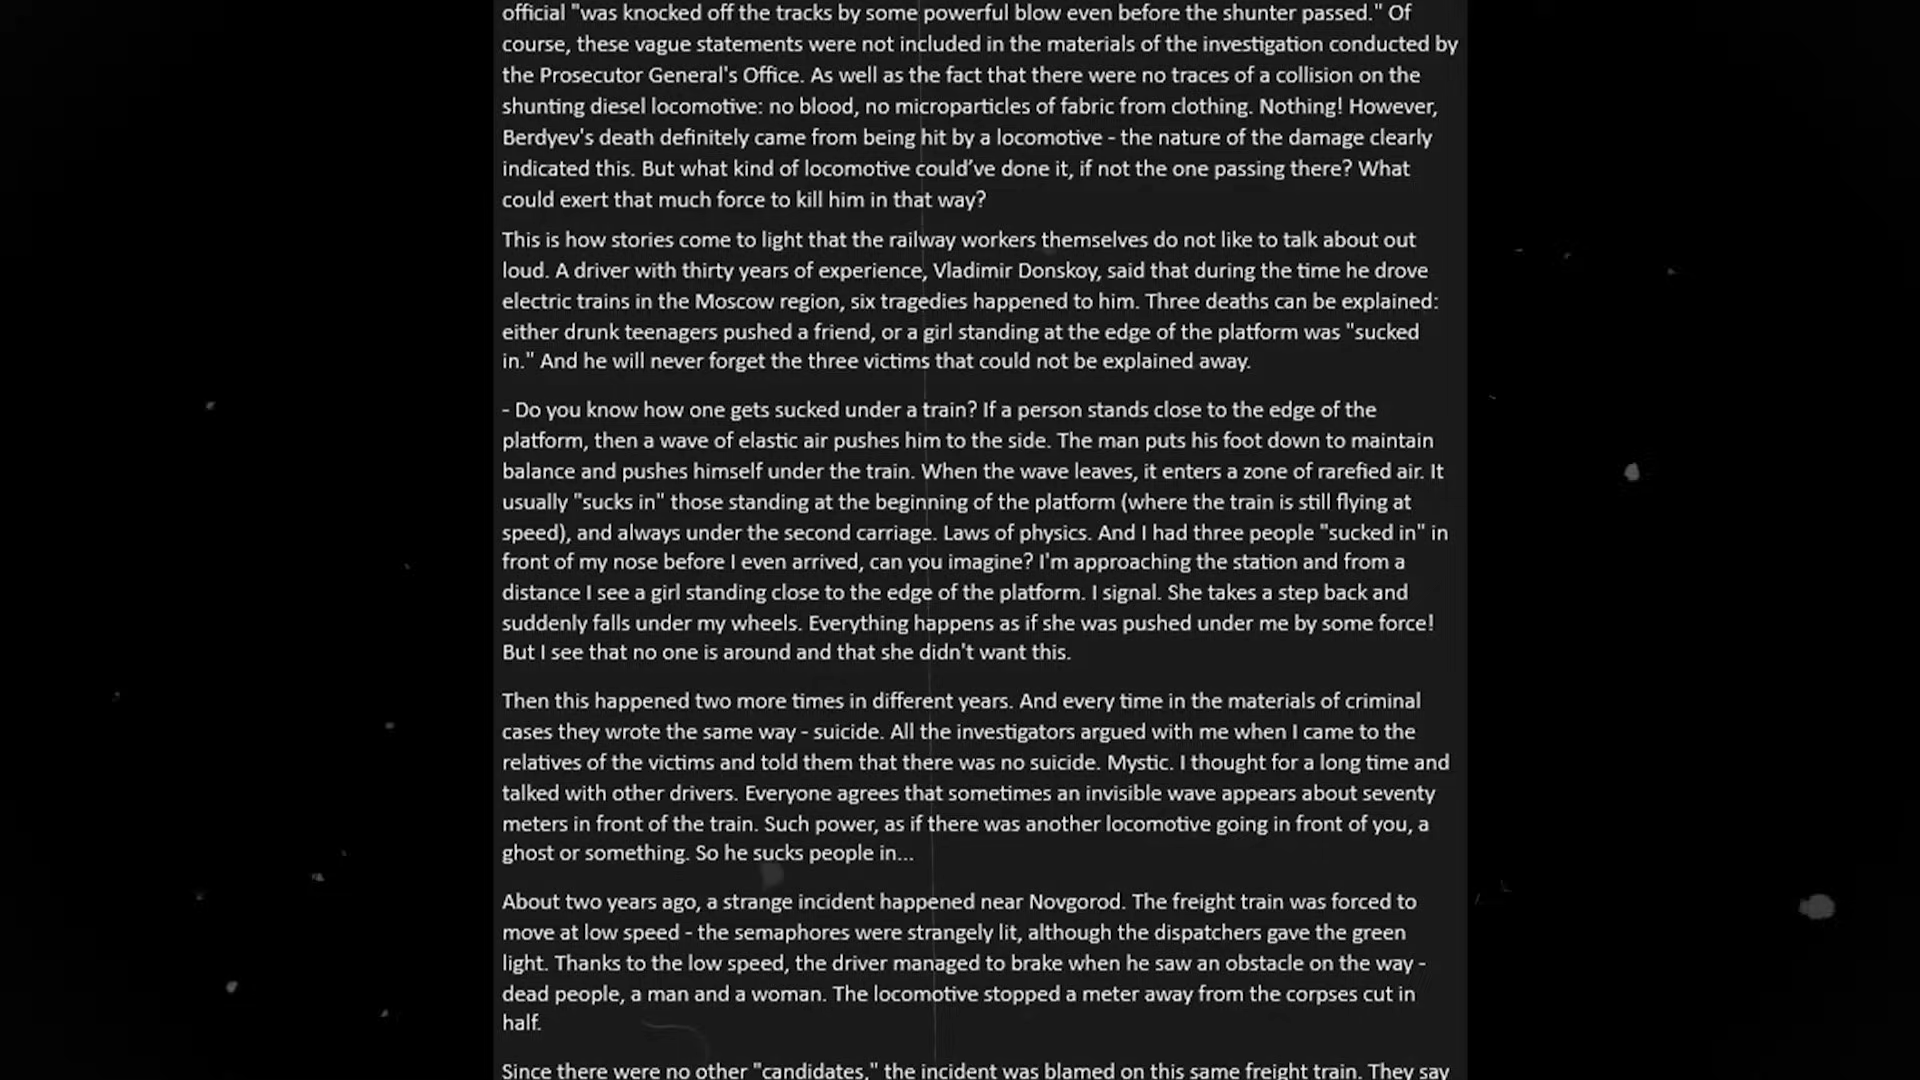 official "was knocked off the tracks by some powerful blow even before the shunter passed." Of
course, these vague statements were not included in the materials of the investigation conducted by
the Prosecutor General's Office. As well as the fact that there were no traces of a collision on the
shunting diesel locomotive: no blood, no microparticles of fabric from clothing. Nothing! However,
Berdyev's death definitely came from being hit by a locomotive - the nature of the damage clearly
indicated this. But what kind of locomotive could've done it, if not the one passing there? What
could exert that much force to kill him in that way?
This is how stories come to light that the railway workers themselves do not like to talk about out
loud. A driver with thirty years of experience, Vladimir Donskoy, said that during the time he drove
electric trains in the Moscow region, six tragedies happened to him. Three deaths can be explained:
either drunk teenagers pushed a friend, or a girl standing at the edge of the platform was "sucked
in." And he will never forget the three victims that could not be explained away.
- Do you know how one gets sucked under a train? If a person stands close to the edge of the
platform, then a wave of elastic air pushes him to the side. The man puts his foot down to maintain
balance and pushes himself under the train. When the wave leaves, it enters a zone of rarefied air. It
usually "sucks in" those standing at the beginning of the platform (where the train is still flying at
speed), and always under the second carriage. Laws of physics. And I had three people "sucked in" in
front of my nose before I even arrived, can you imagine? I'm approaching the station and from a
distance I see a girl standing close to the edge of the platform. I signal. She takes a step back and
suddenly falls under my wheels. Everything happens as if she was pushed under me by some force!
But I see that no one is around and that she didn't want this.
Then this happened two more times in different years. And every time in the materials of criminal
cases they wrote the same way - suicide. All the investigators argued with me when I came to the
relatives of the victims and told them that there was no suicide. Mystic. I thought for a long time and
talked with other drivers. Everyone agrees that sometimes an invisible wave appears about seventy
meters in front of the train. Such power, as if there was another locomotive going in front of you, a
ghost or something. So he sucks people in...
About two years ago, a strange incident happened near Novgorod. The freight train was forced to
move at low speed - the semaphores were strangely lit, although the dispatchers gave the green
light. Thanks to the low speed, the driver managed to brake when he saw an obstacle on the way -
dead people, a man and a woman. The locomotive stopped a meter away from the corpses cut in
half.
Since there were no other "candidates," the incident was blamed on this same freight train. They say